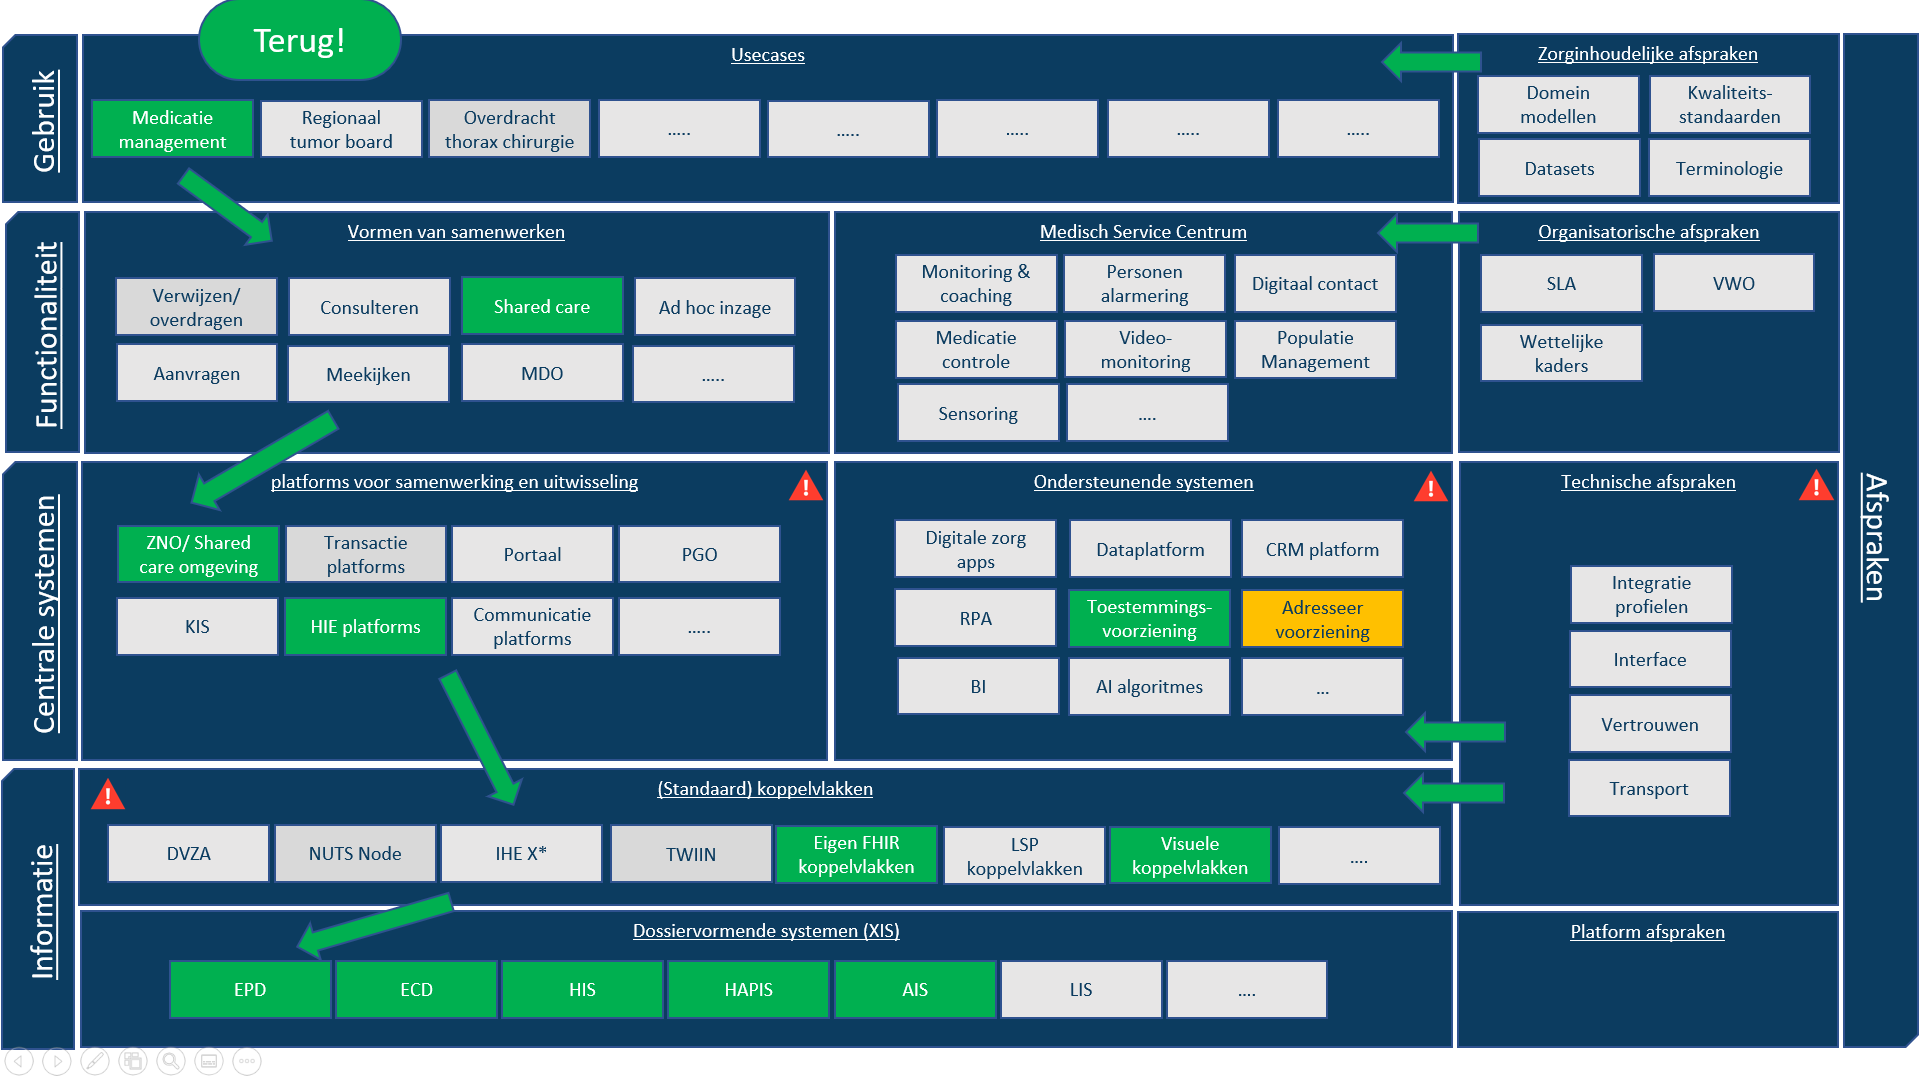 Terug!
Gebruik
Usecases
Medicatie
management
Regionaal
tumor board
Overdracht
thorax chirurgie
.....
.....
.....
.....
.....
Zorginhoudelijke afspraken
Domein
modellen
Kwaliteits-
standaarden
Datasets
Terminologie
Functionaliteit
Vormen van samenwerken
Verwijzen/
overdragen
Consulteren
Shared care
Ad hoc inzage
Aanvragen
Meekijken
MDO
.....
Medisch Service Centrum
Monitoring &
coaching
Personen
alarmering
Digitaal contact
Medicatie
controle
Video-
monitoring
Populatie
Management
Sensoring
....
Organisatorische afspraken
SLA
VWO
Wettelijke
kaders
Centrale systemen
platforms voor samenwerking en uitwisseling
!
ZNO/ Shared
care omgeving
Transactie
platforms
Portaal
PGO
KIS
HIE platforms
Communicatie
platforms
.....
Ondersteunende systemen
!
Digitale zorg
apps
Dataplatform
CRM platform
RPA
Toestemmings-
voorziening
Adresseer
voorziening
BI
AI algoritmes
...
Technische afspraken
!
Integratie
profielen
Interface
Vertrouwen
Transport
Afspraken
Informatie
!
(Standaard) koppelvlakken
DVZA
NUTS Node
IHE X*
TWIIN
Eigen FHIR
koppelvlakken
LSP
koppelvlakken
Visuele
koppelvlakken
....
Dossiervormende systemen (XIS)
EPD
ECD
HIS
HAPIS
AIS
LIS
....
Platform afspraken